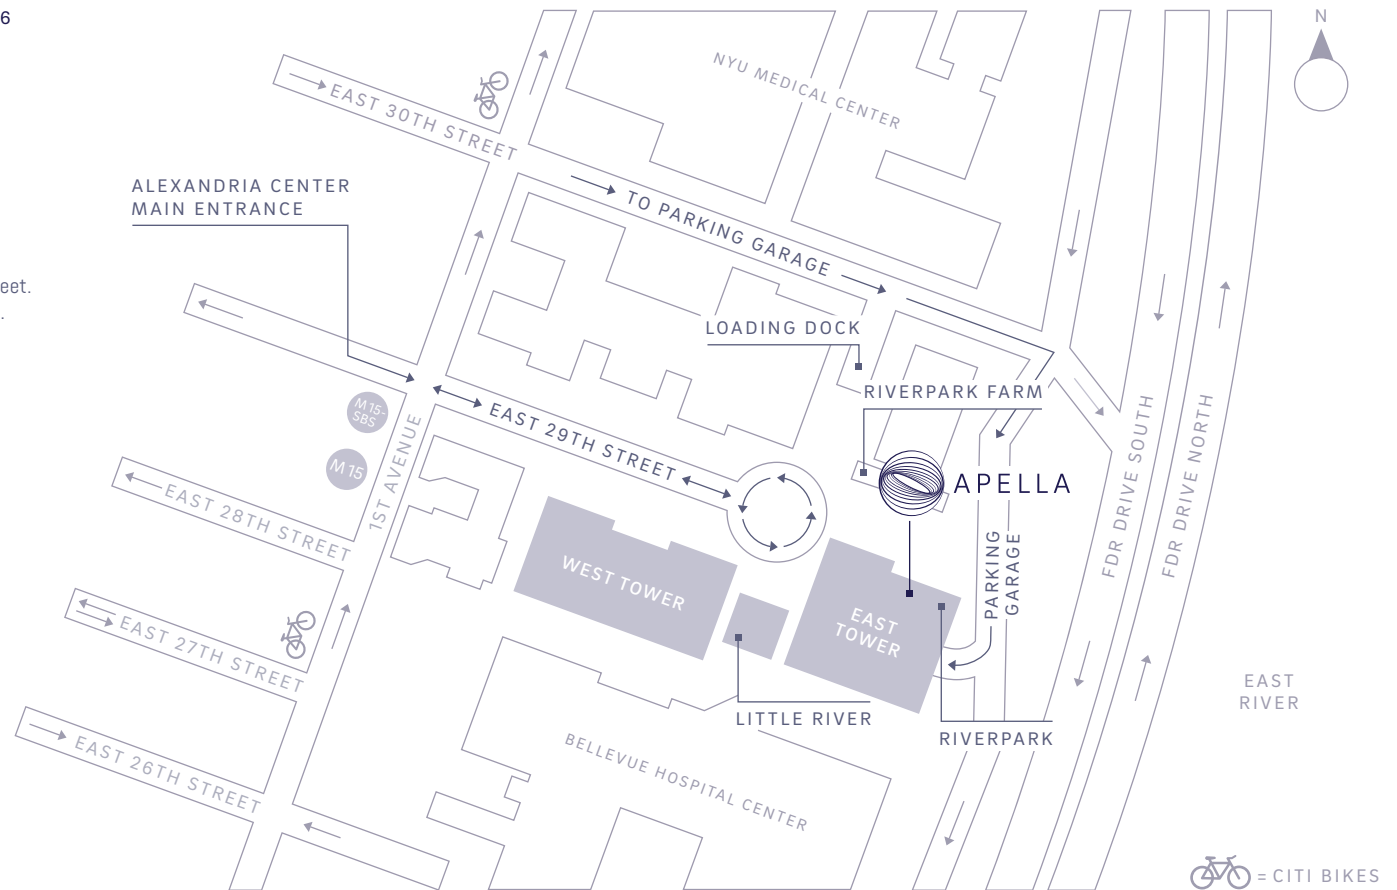 6
N
NYU MEDICAL CENTER
EAST 30TH STREET
ALEXANDRIA CENTER
MAIN ENTRANCE
TO PARKING GARAGE
eet.
.
LOADING DOCK
RIVERPARK FARM
M 15-
SBS
M 15
EAST 29TH STREET
1ST AVENUE
APELLA
FDR DRIVE SOUTH
FDR DRIVE NORTH
EAST 28TH STREET
WEST TOWER
EAST
TOWER
PARKING
GARAGE
EAST 27TH STREET
EAST
RIVER
LITTLE RIVER
RIVERPARK
EAST 26TH STREET
BELLEVUE HOSPITAL CENTER
= CITI BIKES